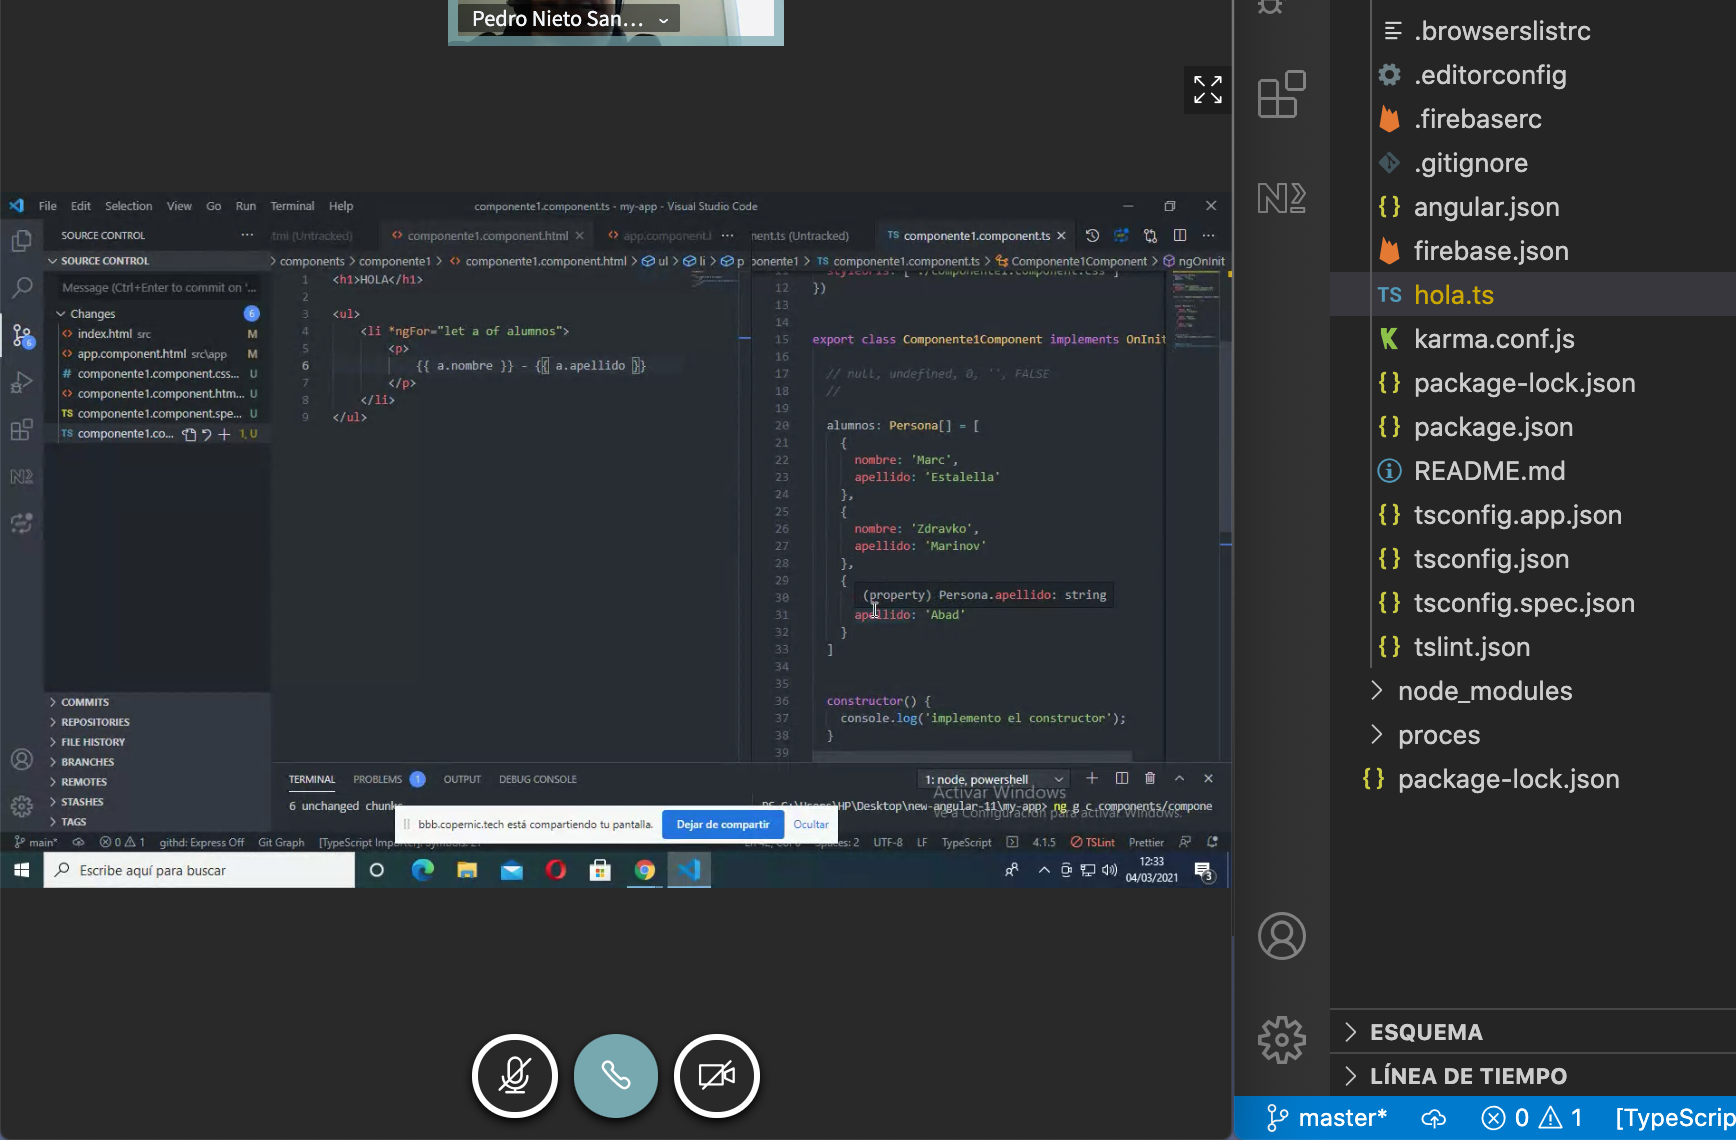 Pedro Nieto San...
File Edit Selection View Go Run Terminal Help
componente1.component.ts - my-app - Visual Studio Code
SOURCE CONTROL
SOURCE CONTROL
Message (Ctrl+Enter to commit on '...
Changes 6
index.html src M
app.component.html src\app M
componente1.component.css... U
componente1.component.htm... U
TS componente1.component.spe... U
TS componente1.co... 1, U
COMMITS
REPOSITORIES
FILE HISTORY
BRANCHES
REMOTES
STASHES
TAGS
tml (Untracked) componente1.component.html app.component.l
components > componente1 > componente1.component.html > ul > li > p
1 <h1>HOLA</h1>
2
3 <ul>
4 <li *ngFor="let a of alumnos">
5 <p>
6 {{ a.nombre }} - {{ a.apellido }}
7 </p>
8 </li>
9 </ul>
nent.ts (Untracked) TS componente1.component.ts
ponente1 > TS componente1.component.ts > Componente1Component > ngOnInit
12 })
13
14
15 export class Componente1Component implements OnInit
16
17 // null, undefined, 0, '', FALSE
18 //
19
20 alumnos: Persona[] = [
21 {
22 nombre: 'Marc',
23 apellido: 'Estalella'
24 },
25 {
26 nombre: 'Zdravko',
27 apellido: 'Marinov'
28 },
29 {
30 (property) Persona.apellido: string
31 apellido: 'Abad'
32 }
33 ]
34
35
36 constructor() {
37 console.log('implemento el constructor');
38 }
39
TERMINAL PROBLEMS 1 OUTPUT DEBUG CONSOLE
1: node, powershell
6 unchanged chunks
PS C:\Users\HP\Desktop\new-angular-11\my-app> ng g c components/compone
Activar Windows
Ve a Configuración para activar Windows.
bbb.copernic.tech está compartiendo tu pantalla. Dejar de compartir Ocultar
main* 0 1 githd: Express Off Git Graph
Spaces: 2 UTF-8 LF TypeScript 4.1.5 TSLint Prettier
Escribe aquí para buscar
12:33
04/03/2021
3
.browserslistrc
.editorconfig
.firebaserc
.gitignore
{} angular.json
firebase.json
TS hola.ts
karma.conf.js
{} package-lock.json
{} package.json
README.md
{} tsconfig.app.json
{} tsconfig.json
{} tsconfig.spec.json
{} tslint.json
node_modules
proces
{} package-lock.json
ESQUEMA
LÍNEA DE TIEMPO
master* 0 1 [TypeScrip